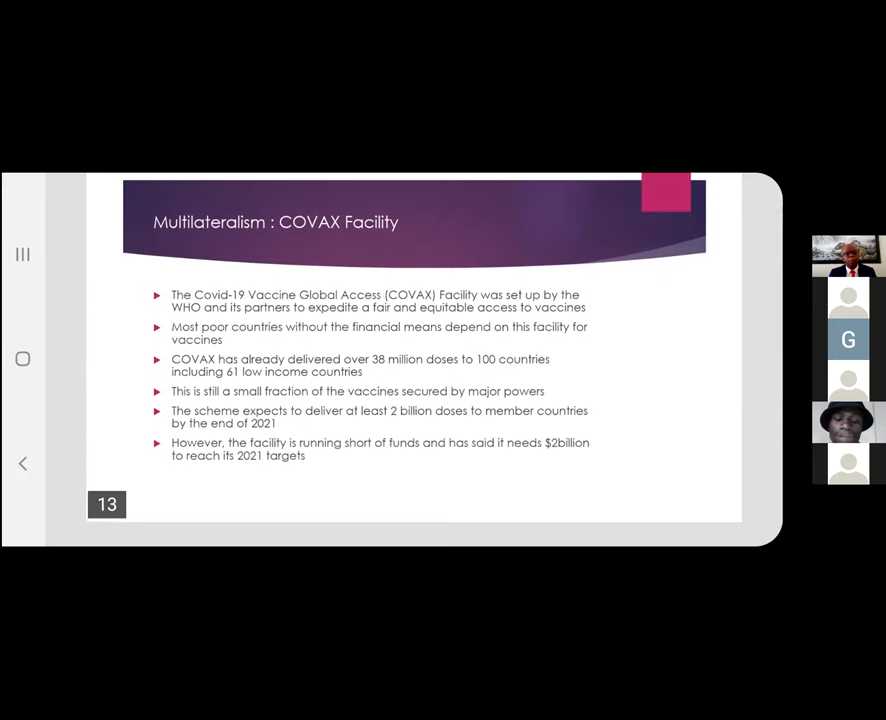 Multilateralism : COVAX Facility
The Covid-19 Vaccine Global Access (COVAX) Facility was set up by the
WHO and its partners to expedite a fair and equitable access to vaccines
Most poor countries without the financial means depend on this facility for
vaccines
COVAX has already delivered over 38 million doses to 100 countries
including 61 low income countries
This is still a small fraction of the vaccines secured by major powers
The scheme expects to deliver at least 2 billion doses to member countries
by the end of 2021
However, the facility is running short of funds and has said it needs $2billion
to reach its 2021 targets
13
G